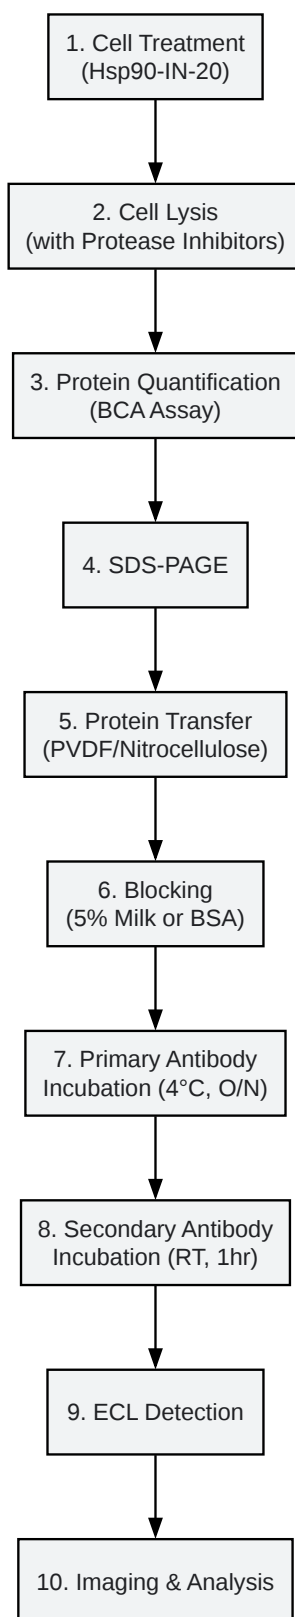 1. Cell Treatment
(Hsp90-IN-20)
2. Cell Lysis
(with Protease Inhibitors)
3. Protein Quantification
(BCA Assay)
4. SDS-PAGE
5. Protein Transfer
(PVDF/Nitrocellulose)
6. Blocking
(5% Milk or BSA)
7. Primary Antibody
Incubation (4°C, O/N)
8. Secondary Antibody
Incubation (RT, 1hr)
9. ECL Detection
10. Imaging & Analysis